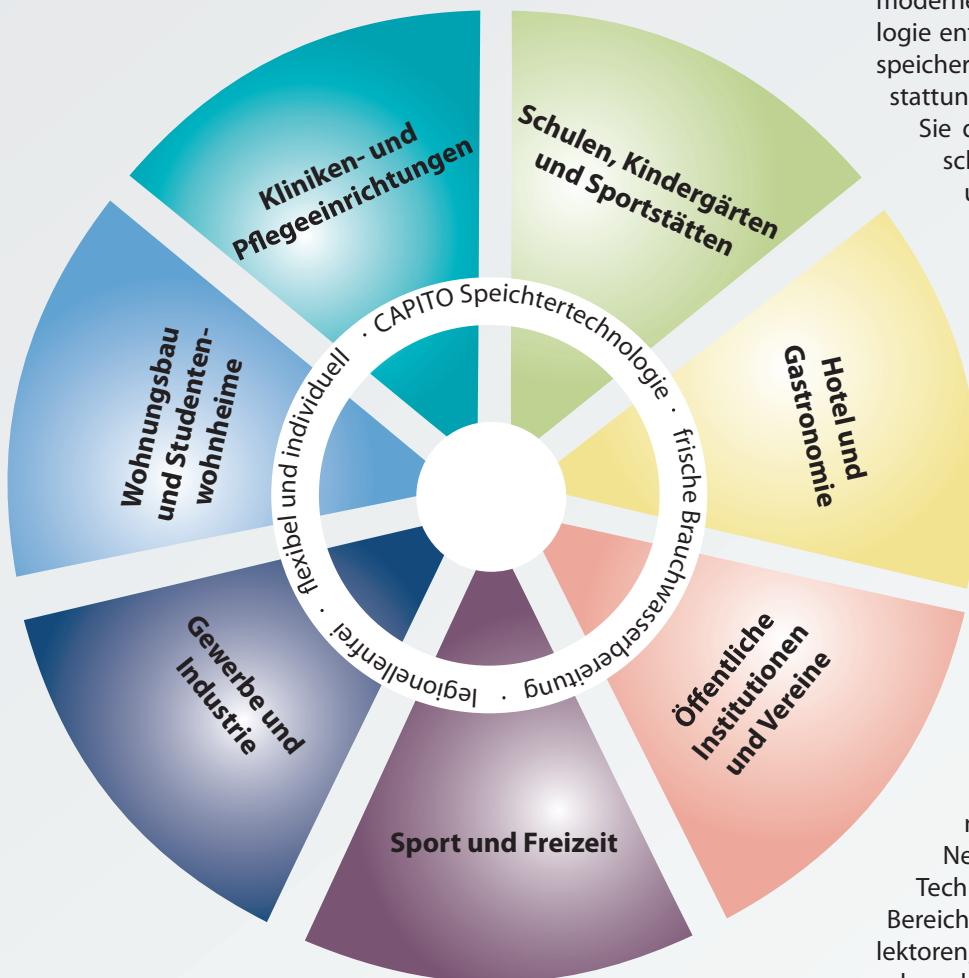 Kliniken- und
Pflegeeinrichtungen
Schulen, Kindergärten
und Sportstätten
Hotel und
Gastronomie
Öffentliche
Institutionen
und Vereine
Sport und Freizeit
Gewerbe und
Industrie
Wohnungsbau
und Studenten-
wohnheime
· CAPITO Speichtertechnologie · frische Brauchwasserbereitung · legionellenfrei · flexibel und individuell
moderne
logie ent
speicher
stattun
Sie d
sch
u
Ne
Tech
Bereich
lektoren